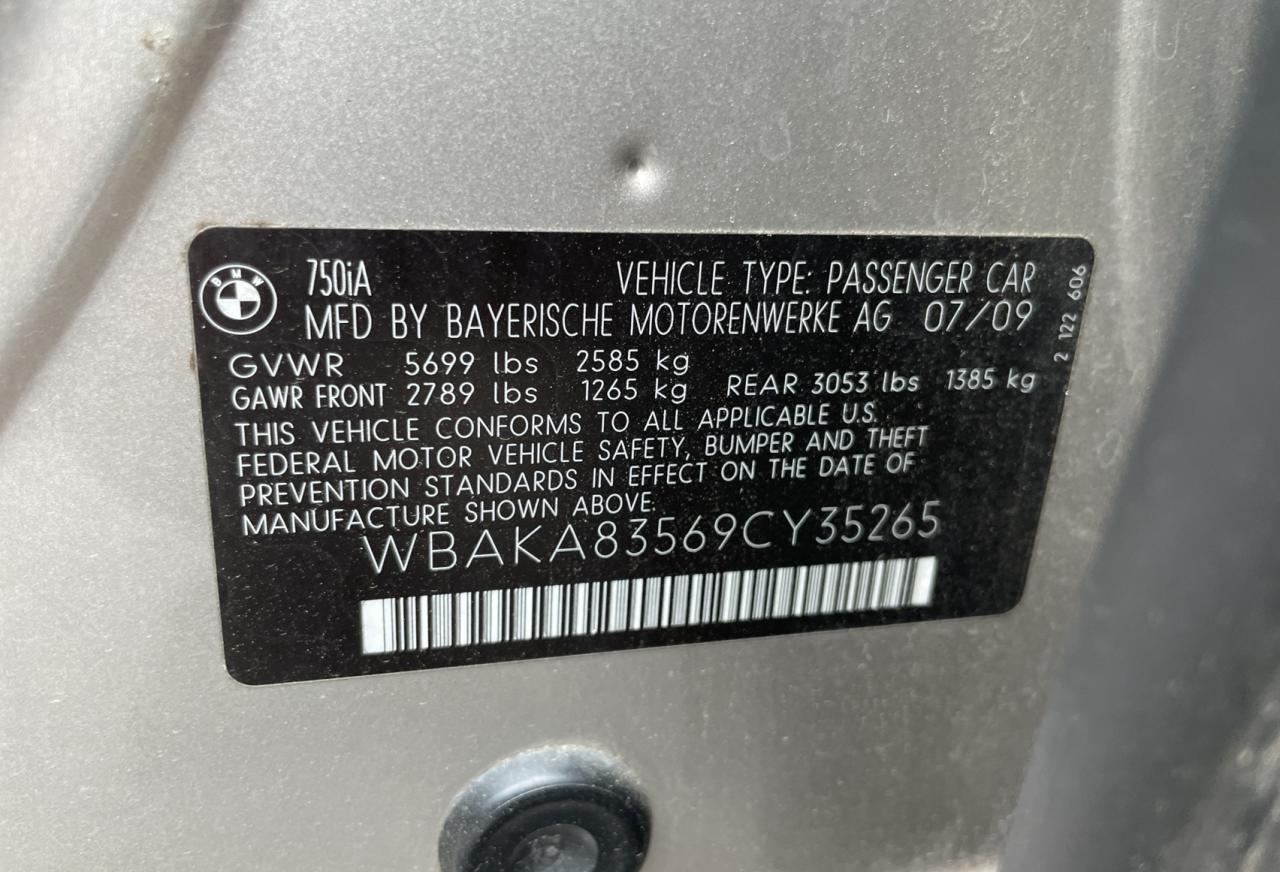 BMW
750iA VEHICLE TYPE: PASSENGER CAR
MFD BY BAYERISCHE MOTORENWERKE AG 07/09
GVWR 5699 lbs 2585 kg
GAWR FRONT 2789 lbs 1265 kg REAR 3053 lbs 1385 kg
THIS VEHICLE CONFORMS TO ALL APPLICABLE U.S.
FEDERAL MOTOR VEHICLE SAFETY, BUMPER AND THEFT
PREVENTION STANDARDS IN EFFECT ON THE DATE OF
MANUFACTURE SHOWN ABOVE.
WBAKA83569CY35265
2 122 606